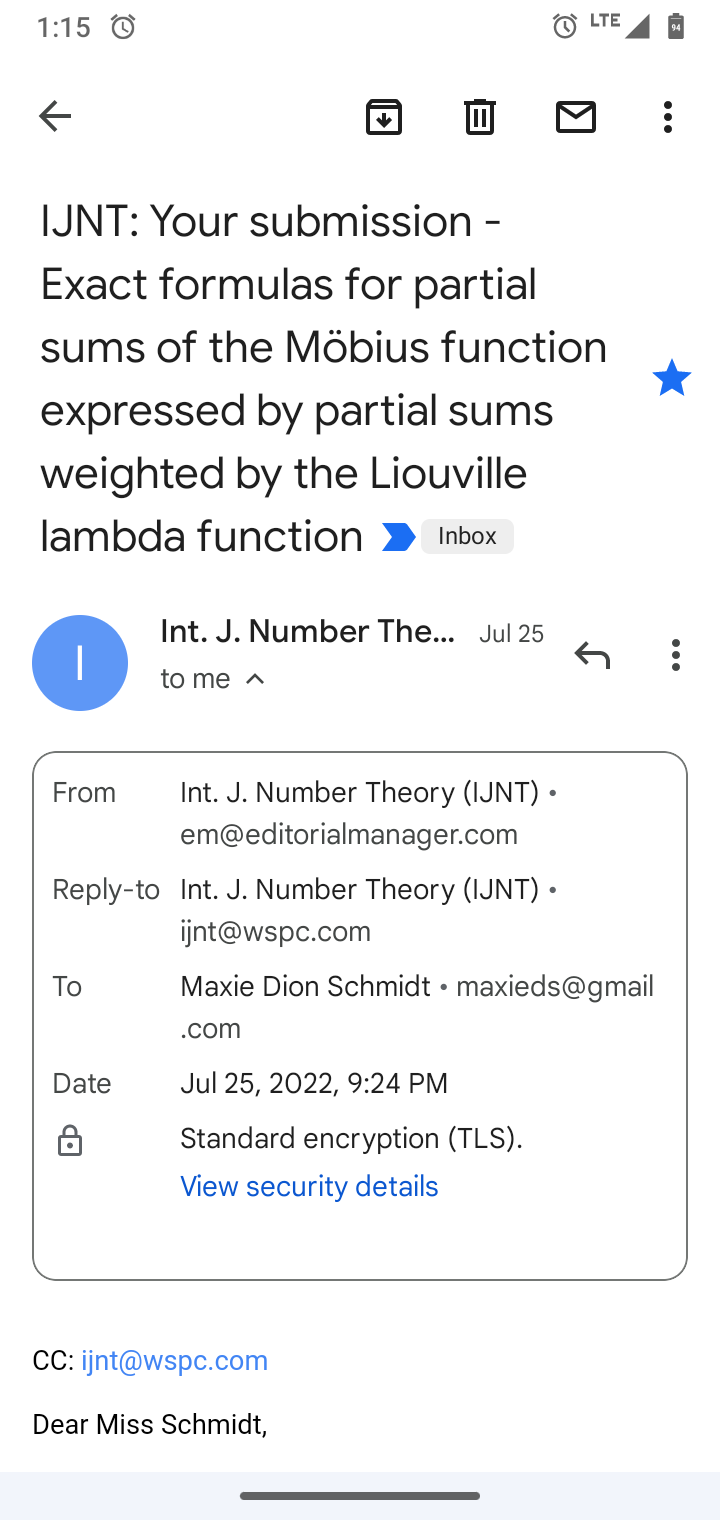 1:15 LTE 94
IJNT: Your submission -
Exact formulas for partial
sums of the Möbius function
expressed by partial sums
weighted by the Liouville
lambda function Inbox
I
Int. J. Number The... Jul 25
to me
From Int. J. Number Theory (IJNT) •
em@editorialmanager.com
Reply-to Int. J. Number Theory (IJNT) •
ijnt@wspc.com
To Maxie Dion Schmidt • maxieds@gmail
.com
Date Jul 25, 2022, 9:24 PM
Standard encryption (TLS).
View security details
CC: ijnt@wspc.com
Dear Miss Schmidt,